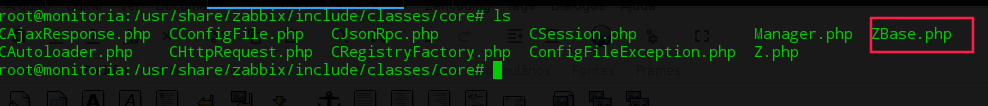 root@monitoria:/usr/share/zabbix/include/classes/core# ls
CAjaxResponse.php CConfigFile.php CJsonRpc.php CSession.php Manager.php ZBase.php
CAutoloader.php CHttpRequest.php CRegistryFactory.php ConfigFileException.php Z.php
root@monitoria:/usr/share/zabbix/include/classes/core#
Fontes Frames